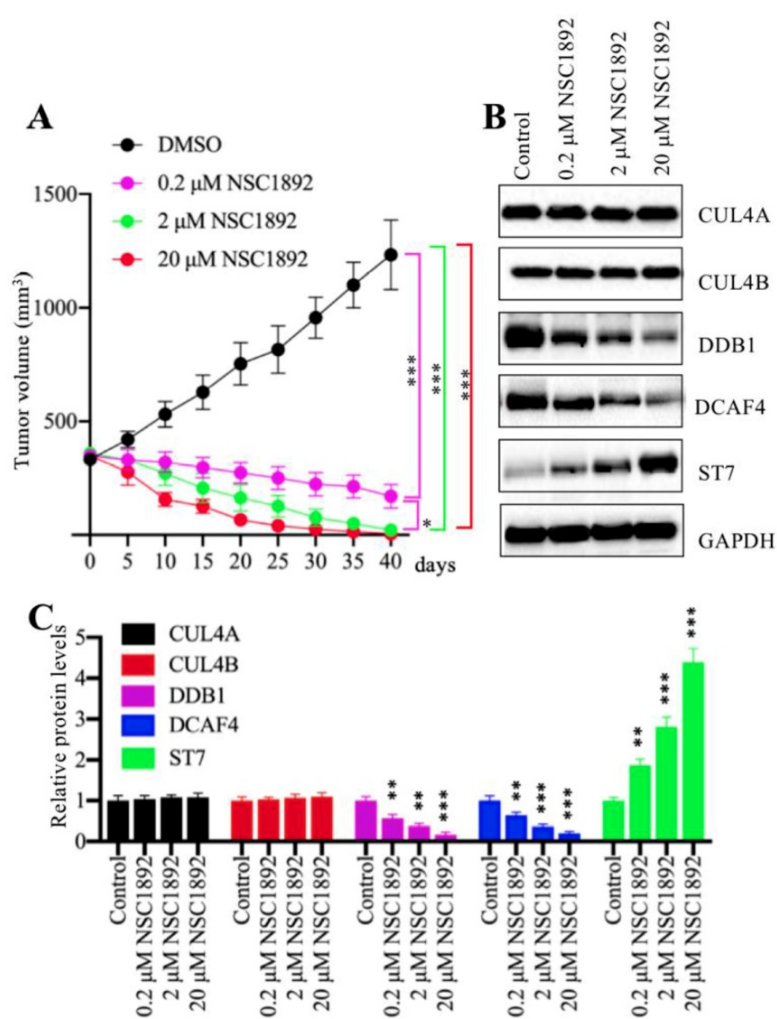 A
DMSO
0.2 μM NSC1892
2 μM NSC1892
20 μM NSC1892
Tumor volume (mm³)
1500
1000
500
0 5 10 15 20 25 30 35 40 days
***
***
***
*
B
Control
0.2 μM NSC1892
2 μM NSC1892
20 μM NSC1892
CUL4A
CUL4B
DDB1
DCAF4
ST7
GAPDH
C
CUL4A
CUL4B
DDB1
DCAF4
ST7
Relative protein levels
5
4
3
2
1
0
** ** *** ** *** *** ** *** ***
Control
0.2 μM NSC1892
2 μM NSC1892
20 μM NSC1892
Control
0.2 μM NSC1892
2 μM NSC1892
20 μM NSC1892
Control
0.2 μM NSC1892
2 μM NSC1892
20 μM NSC1892
Control
0.2 μM NSC1892
2 μM NSC1892
20 μM NSC1892
Control
0.2 μM NSC1892
2 μM NSC1892
20 μM NSC1892